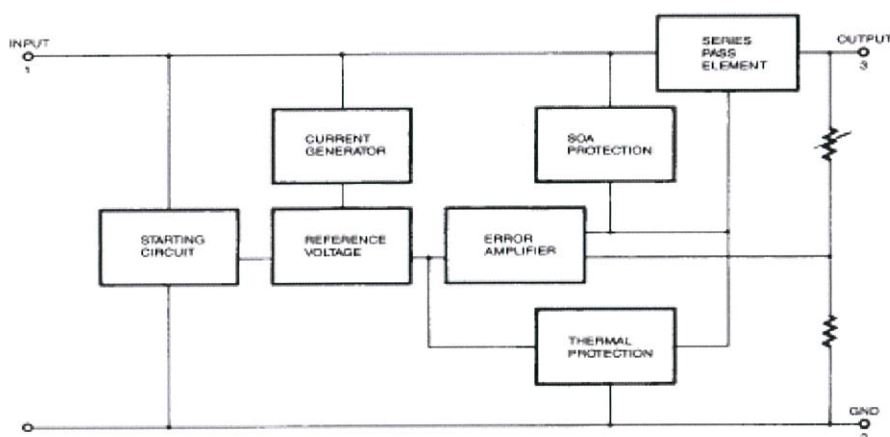 INPUT
1
SERIES
PASS
ELEMENT
OUTPUT
3
CURRENT
GENERATOR
SOA
PROTECTION
STARTING
CIRCUIT
REFERENCE
VOLTAGE
ERROR
AMPLIFIER
THERMAL
PROTECTION
GND